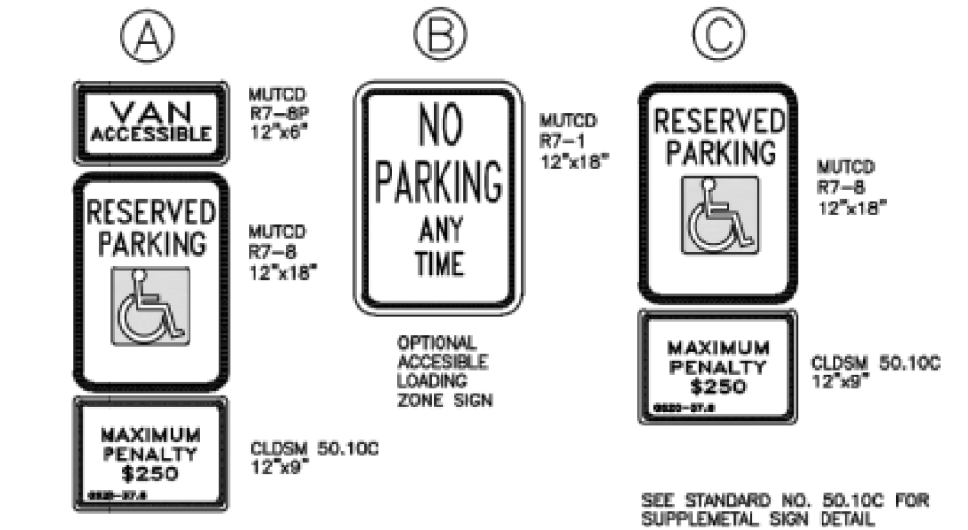 A
VAN
ACCESSIBLE
MUTCD
R7-8P
12"x6"
RESERVED
PARKING
MUTCD
R7-8
12"x18"
MAXIMUM
PENALTY
$250
CLDSM 50.10C
12"x9"
B
NO
PARKING
ANY
TIME
MUTCD
R7-1
12"x18"
OPTIONAL
ACCESIBLE
LOADING
ZONE SIGN
C
RESERVED
PARKING
MUTCD
R7-8
12"x18"
MAXIMUM
PENALTY
$250
CLDSM 50.10C
12"x9"
SEE STANDARD NO. 50.10C FOR
SUPPLEMETAL SIGN DETAIL